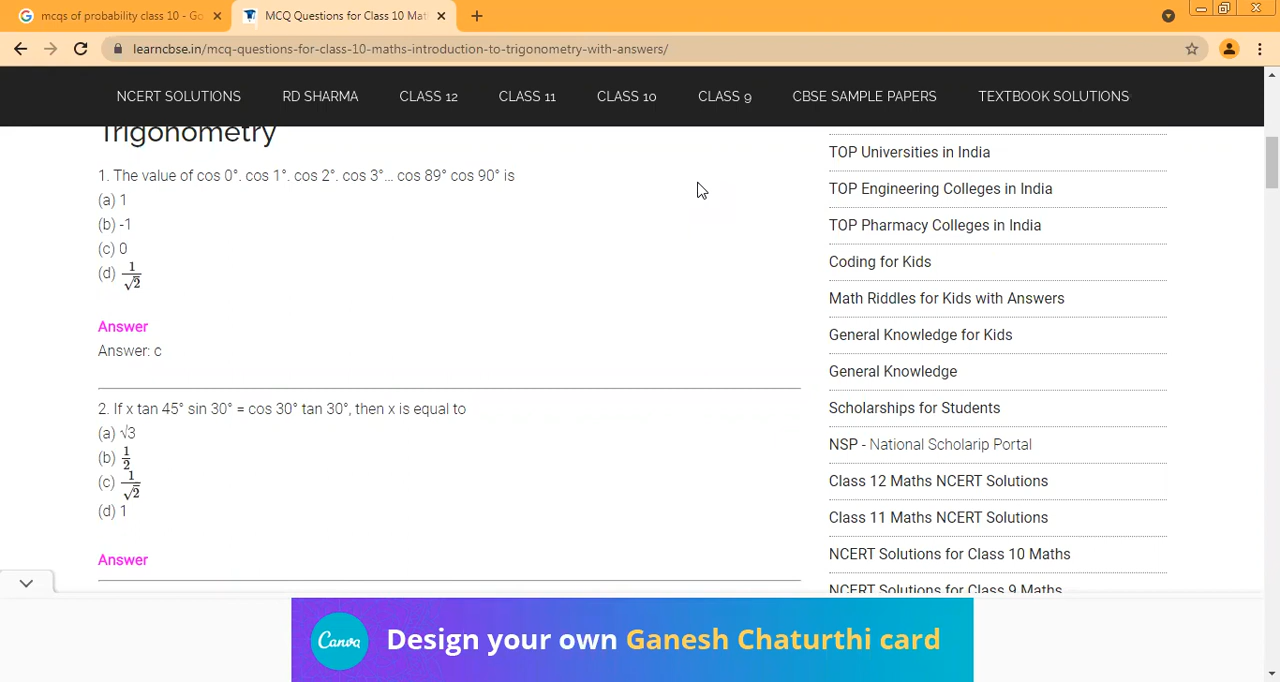 mcqs of probability class 10 - Go
MCQ Questions for Class 10 Mat
learncbse.in/mcq-questions-for-class-10-maths-introduction-to-trigonometry-with-answers/
NCERT SOLUTIONS RD SHARMA CLASS 12 CLASS 11 CLASS 10 CLASS 9 CBSE SAMPLE PAPERS TEXTBOOK SOLUTIONS
Trigonometry
1. The value of cos 0°. cos 1°. cos 2°. cos 3°... cos 89° cos 90° is
(a) 1
(b) -1
(c) 0
(d) 1/√2
Answer
Answer: c
2. If x tan 45° sin 30° = cos 30° tan 30°, then x is equal to
(a) √3
(b) 1/2
(c) 1/√2
(d) 1
Answer
TOP Universities in India
TOP Engineering Colleges in India
TOP Pharmacy Colleges in India
Coding for Kids
Math Riddles for Kids with Answers
General Knowledge for Kids
General Knowledge
Scholarships for Students
NSP - National Scholarip Portal
Class 12 Maths NCERT Solutions
Class 11 Maths NCERT Solutions
NCERT Solutions for Class 10 Maths
NCERT Solutions for Class 9 Maths
Canva
Design your own Ganesh Chaturthi card